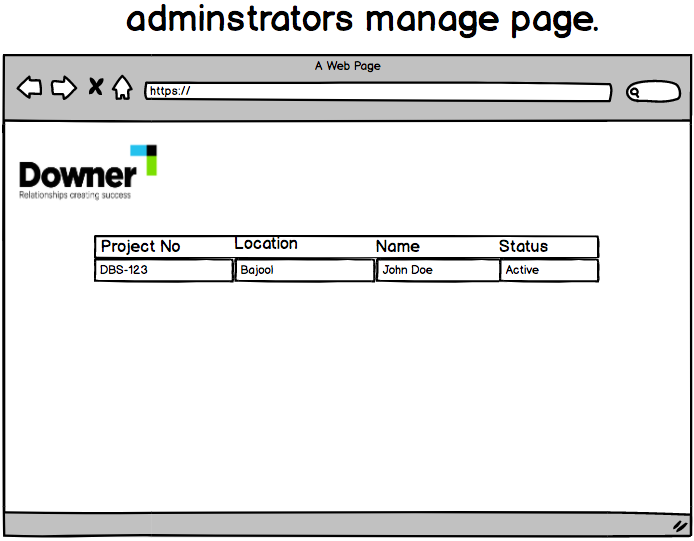 adminstrators manage page.
A Web Page
https://
Downer
Relationships creating success
Project No Location Name Status
DBS-123 Bajool John Doe Active